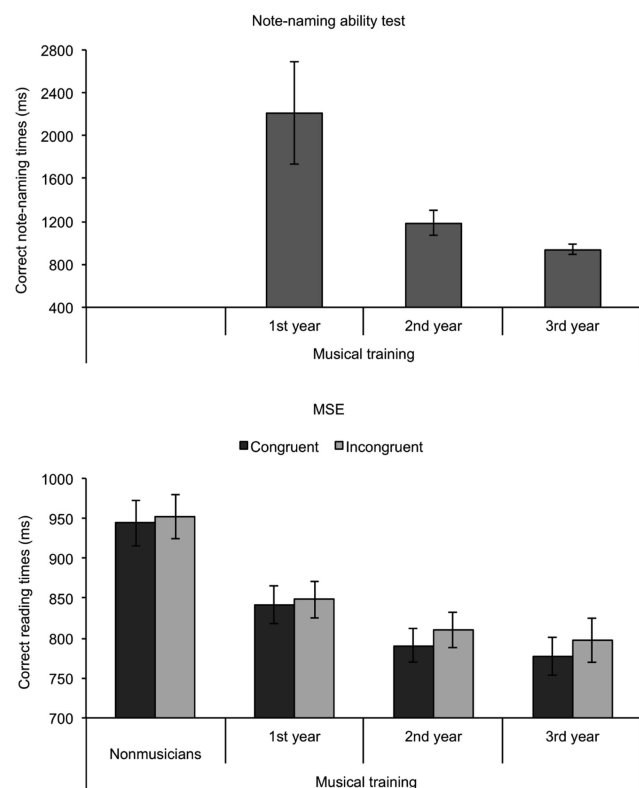 Note-naming ability test
Correct note-naming times (ms)
2800
2400
2000
1600
1200
800
400
1st year
2nd year
3rd year
Musical training
MSE
Congruent
Incongruent
Correct reading times (ms)
1000
950
900
850
800
750
700
Nonmusicians
1st year
2nd year
3rd year
Musical training